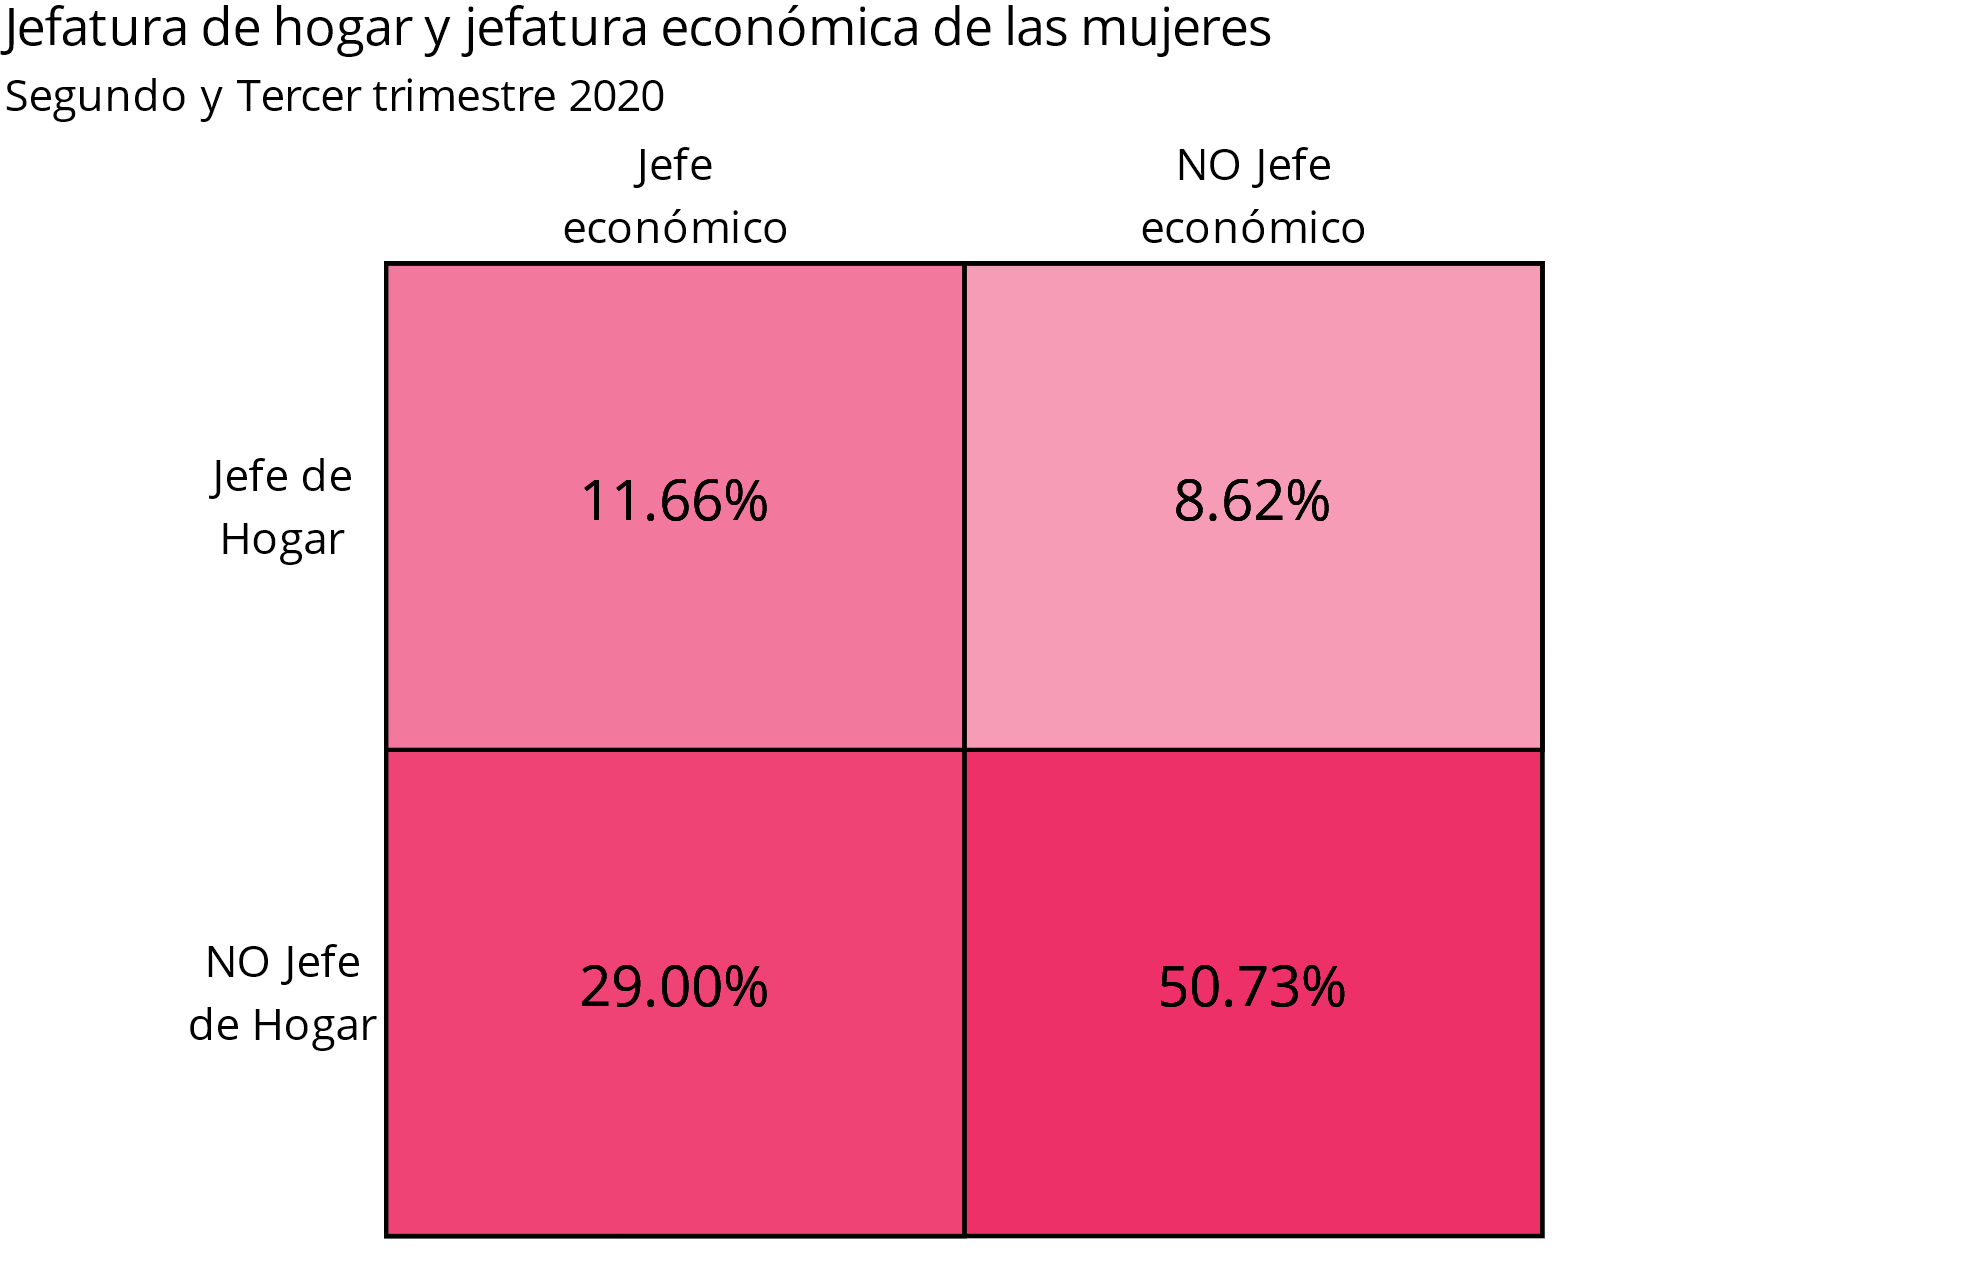 Jefatura de hogar y jefatura económica de las mujeres
Segundo y Tercer trimestre 2020
Jefe
económico
NO Jefe
económico
Jefe de
Hogar
11.66%
8.62%
NO Jefe
de Hogar
29.00%
50.73%